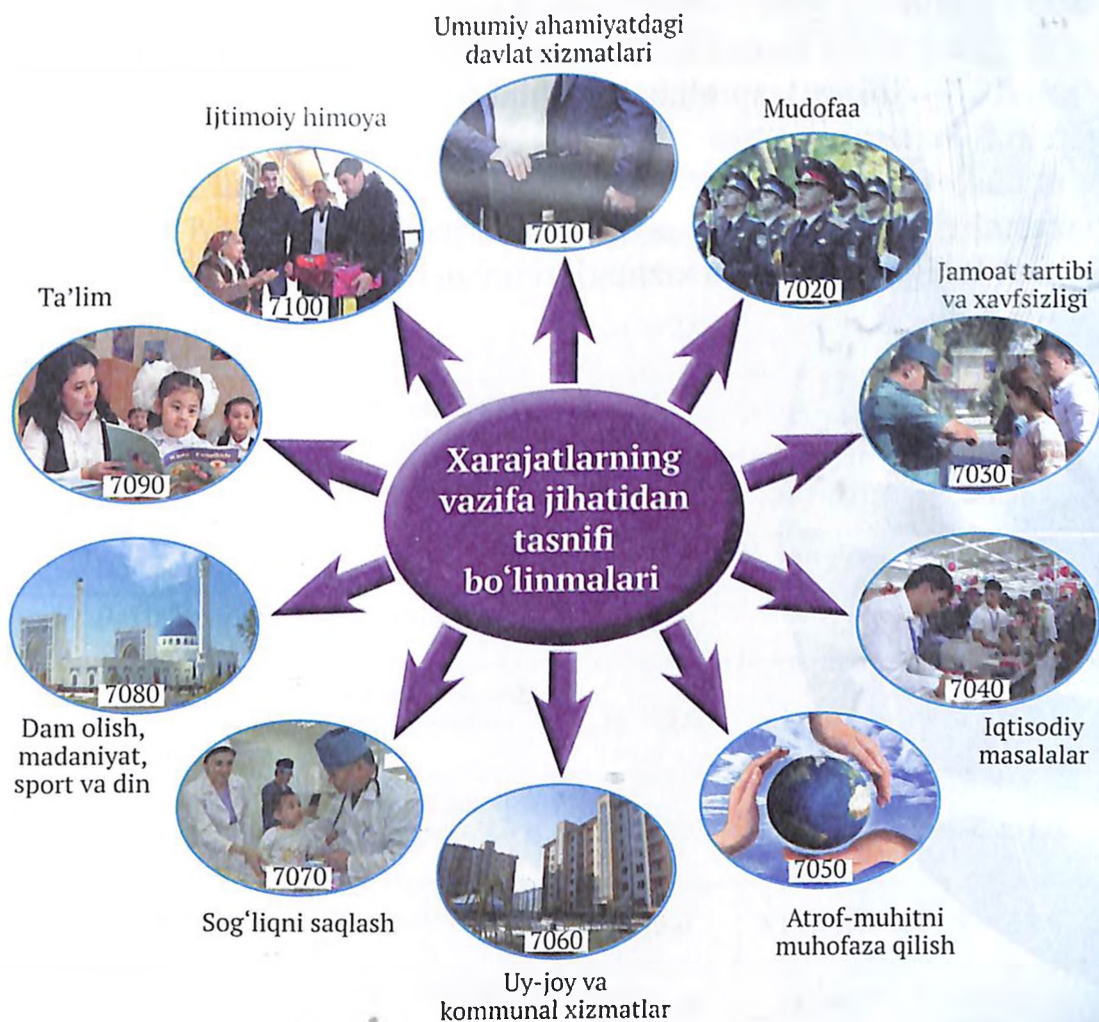 Umumiy ahamiyatdagi
davlat xizmatlari
7010
Mudofaa
7020
Jamoat tartibi
va xavfsizligi
7030
7040
Iqtisodiy
masalalar
7050
Atrof-muhitni
muhofaza qilish
7060
Uy-joy va
kommunal xizmatlar
7070
Sog‘liqni saqlash
7080
Dam olish,
madaniyat,
sport va din
Ta’lim
7090
Ijtimoiy himoya
7100
Xarajatlarning
vazifa jihatidan
tasnifi
bo‘linmalari